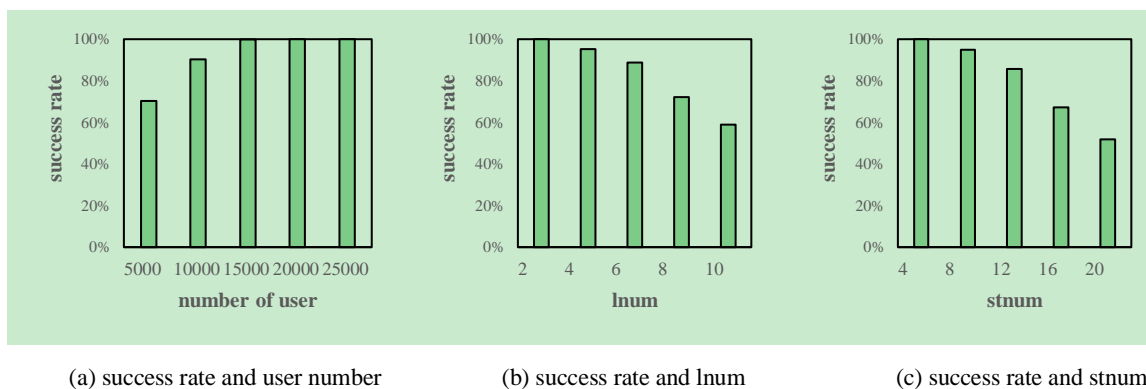 100%
80%
60%
40%
20%
0%
success rate
5000 10000 15000 20000 25000
number of user
100%
80%
60%
40%
20%
0%
success rate
2 4 6 8 10
lnum
100%
80%
60%
40%
20%
0%
success rate
4 8 12 16 20
stnum
(a) success rate and user number
(b) success rate and lnum
(c) success rate and stnum